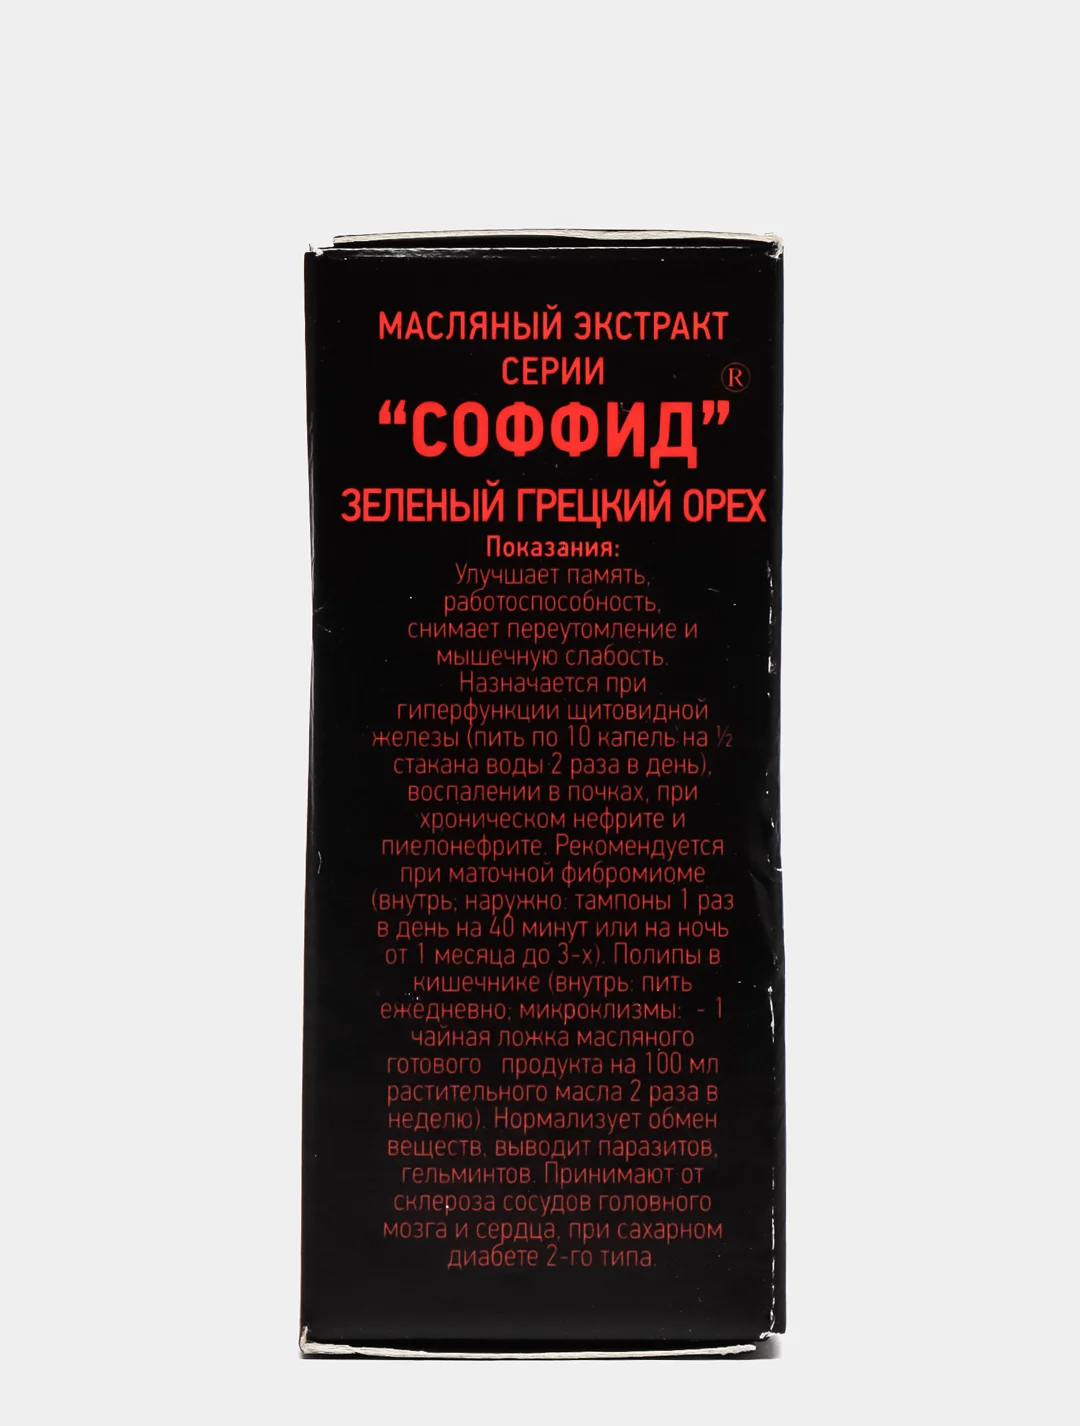 МАСЛЯНЫЙ ЭКСТРАКТ
СЕРИИ
®
“СОФФИД”
ЗЕЛЕНЫЙ ГРЕЦКИЙ ОРЕХ
Показания:
Улучшает память,
работоспособность,
снимает переутомление и
мышечную слабость.
Назначается при
гиперфункции щитовидной
железы (пить по 10 капель на ½
стакана воды 2 раза в день),
воспалении в почках, при
хроническом нефрите и
пиелонефрите. Рекомендуется
при маточной фибромиоме
(внутрь; наружно: тампоны 1 раз
в день на 40 минут или на ночь
от 1 месяца до 3-х). Полипы в
кишечнике (внутрь: пить
ежедневно; микроклизмы: - 1
чайная ложка масляного
готового продукта на 100 мл
растительного масла 2 раза в
неделю). Нормализует обмен
веществ, выводит паразитов,
гельминтов. Принимают от
склероза сосудов головного
мозга и сердца, при сахарном
диабете 2-го типа.